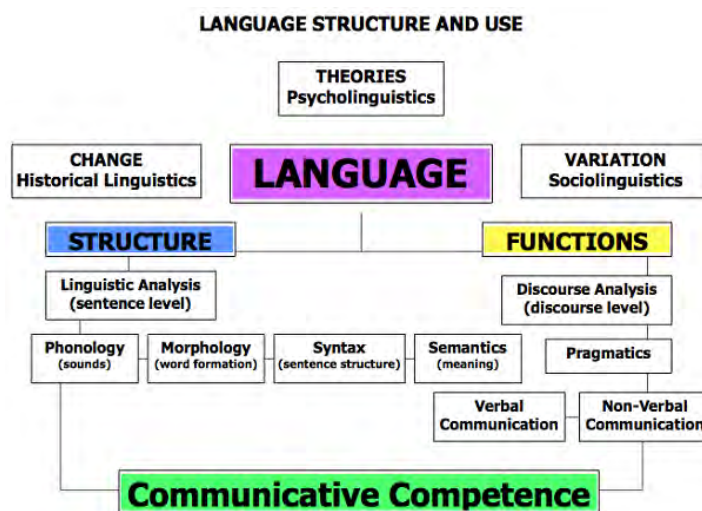 LANGUAGE STRUCTURE AND USE
THEORIES
Psycholinguistics
CHANGE
Historical Linguistics
LANGUAGE
VARIATION
Sociolinguistics
STRUCTURE
FUNCTIONS
Linguistic Analysis
(sentence level)
Discourse Analysis
(discourse level)
Phonology
(sounds)
Morphology
(word formation)
Syntax
(sentence structure)
Semantics
(meaning)
Pragmatics
Verbal
Communication
Non-Verbal
Communication
Communicative Competence